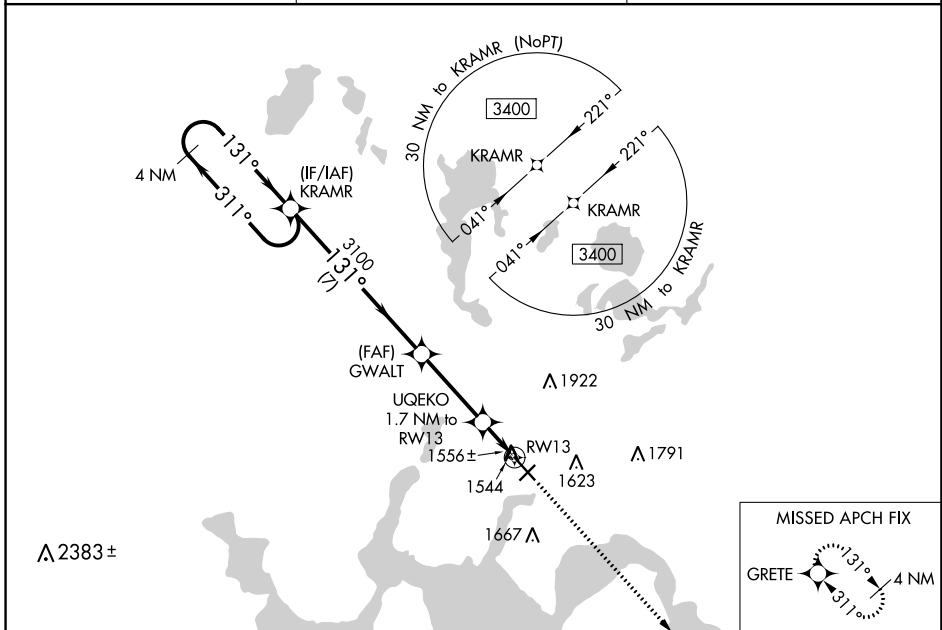 30 NM to KRAMR (NoPT)
3400
221°
KRAMR
041°
221°
KRAMR
041°
3400
30 NM to KRAMR
131°
4 NM
311°
(IF/IAF)
KRAMR
3100
131°
(7)
(FAF)
GWALT
1922
UQEKO
1.7 NM to
RW13
RW13
1556±
1544
1623
1791
1667
2383±
MISSED APCH FIX
131°
GRETE
4 NM
311°